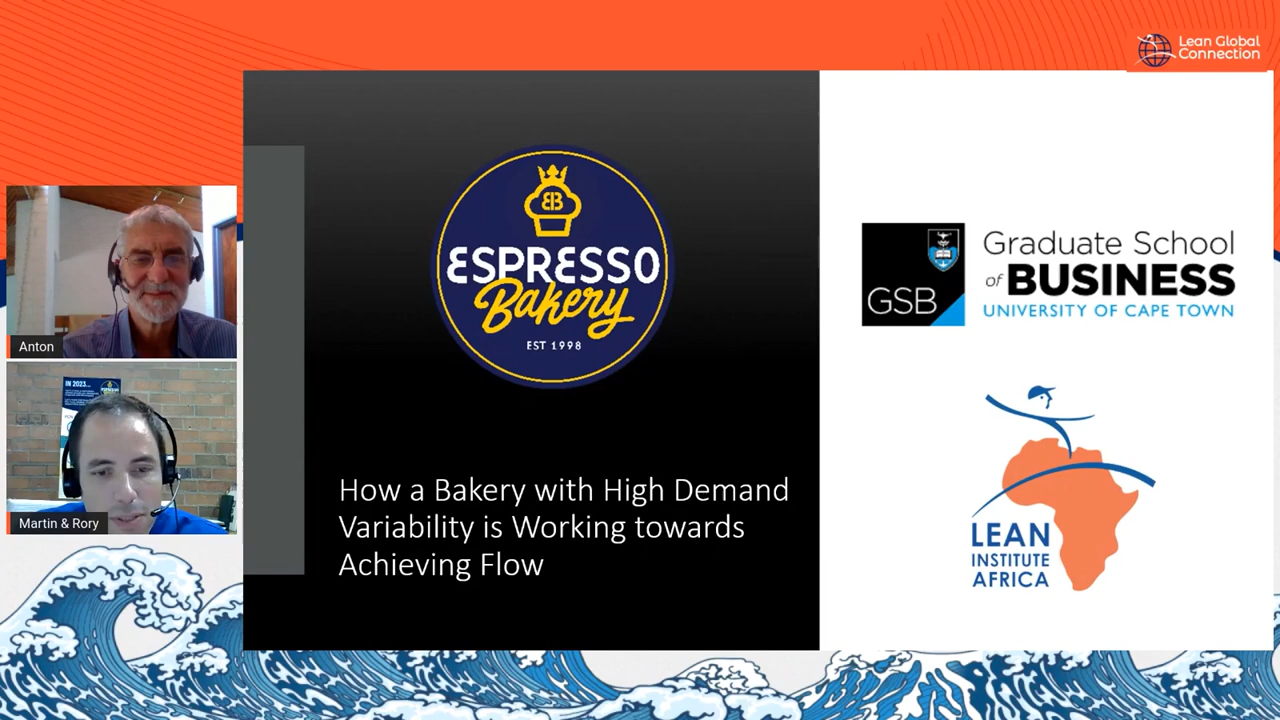 Lean Global
Connection
Anton
IN 2023...
Martin & Rory
EB
ESPRESSO
Bakery
EST 1998
How a Bakery with High Demand
Variability is Working towards
Achieving Flow
GSB
Graduate School
of BUSINESS
UNIVERSITY OF CAPE TOWN
LEAN
INSTITUTE
AFRICA